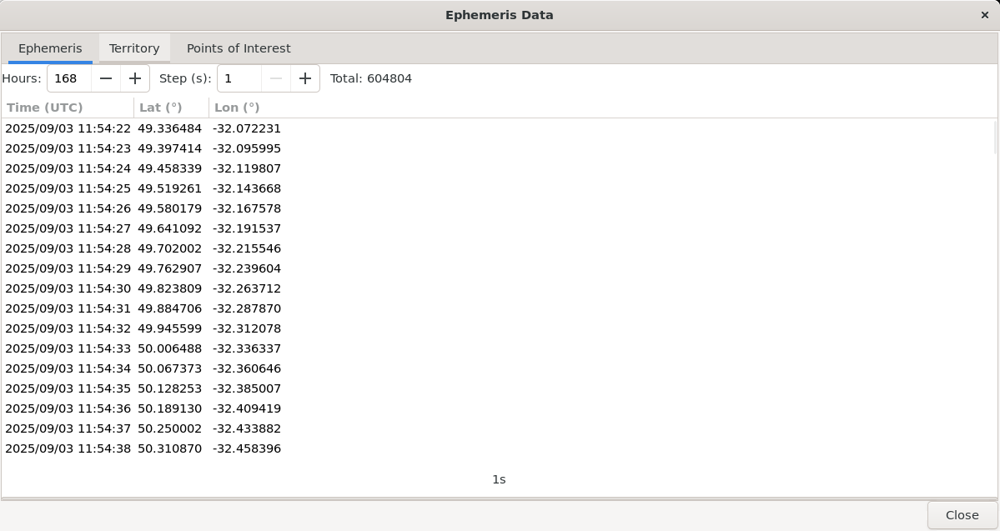 Ephemeris Data ×
Ephemeris Territory Points of Interest
Hours: 168 Step (s): 1 Total: 604804
Time (UTC) Lat (°) Lon (°)
2025/09/03 11:54:22 49.336484 -32.072231
2025/09/03 11:54:23 49.397414 -32.095995
2025/09/03 11:54:24 49.458339 -32.119807
2025/09/03 11:54:25 49.519261 -32.143668
2025/09/03 11:54:26 49.580179 -32.167578
2025/09/03 11:54:27 49.641092 -32.191537
2025/09/03 11:54:28 49.702002 -32.215546
2025/09/03 11:54:29 49.762907 -32.239604
2025/09/03 11:54:30 49.823809 -32.263712
2025/09/03 11:54:31 49.884706 -32.287870
2025/09/03 11:54:32 49.945599 -32.312078
2025/09/03 11:54:33 50.006488 -32.336337
2025/09/03 11:54:34 50.067373 -32.360646
2025/09/03 11:54:35 50.128253 -32.385007
2025/09/03 11:54:36 50.189130 -32.409419
2025/09/03 11:54:37 50.250002 -32.433882
2025/09/03 11:54:38 50.310870 -32.458396
1s
Close